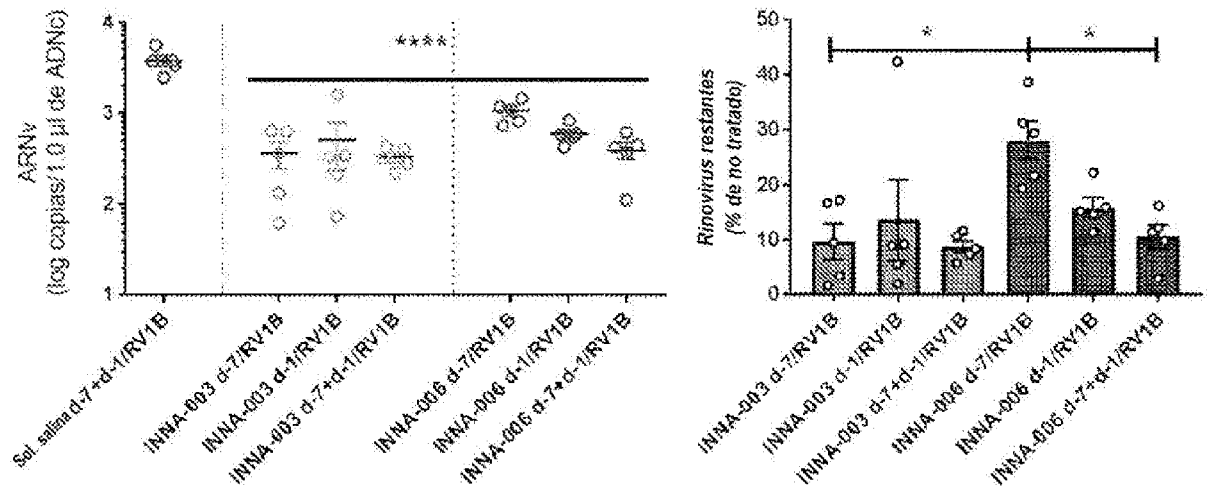 ARNv
(log copias/1.0 µl de ADNc)
4
3
2
1
****
Sol. salina d-7+d-1/RV1B
INNA-003 d-7/RV1B
INNA-003 d-1/RV1B
INNA-003 d-7+d-1/RV1B
INNA-006 d-7/RV1B
INNA-006 d-1/RV1B
INNA-006 d-7+d-1/RV1B
Rinovirus restantes
(% de no tratado)
50
40
30
20
10
0
*
*
INNA-003 d-7/RV1B
INNA-003 d-1/RV1B
INNA-003 d-7+d-1/RV1B
INNA-006 d-7/RV1B
INNA-006 d-1/RV1B
INNA-006 d-7+d-1/RV1B